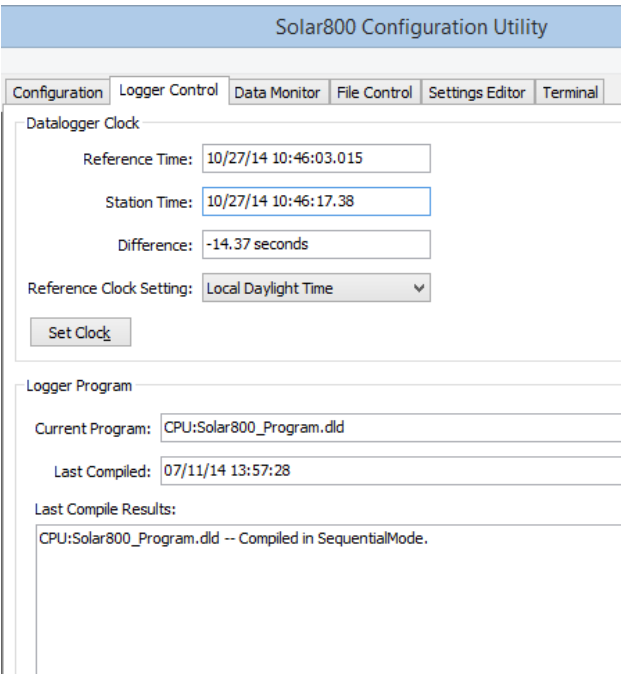 Solar800 Configuration Utility
Configuration Logger Control Data Monitor File Control Settings Editor Terminal
Datalogger Clock
Reference Time: 10/27/14 10:46:03.015
Station Time: 10/27/14 10:46:17.38
Difference: -14.37 seconds
Reference Clock Setting: Local Daylight Time
Set Clock
Logger Program
Current Program: CPU:Solar800_Program.dld
Last Compiled: 07/11/14 13:57:28
Last Compile Results:
CPU:Solar800_Program.dld -- Compiled in SequentialMode.